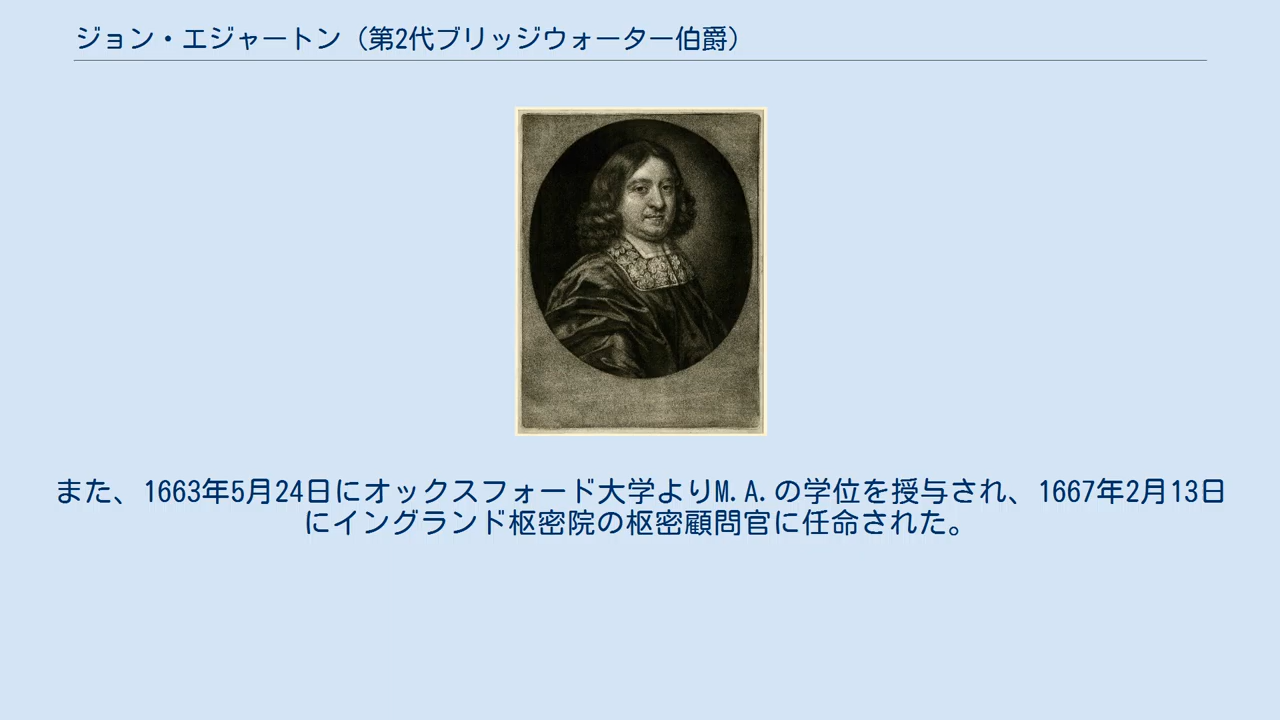 ジョン・エジャートン（第2代ブリッジウォーター伯爵）
また、1663年5月24日にオックスフォード大学よりM.A.の学位を授与され、1667年2月13日
にイングランド枢密院の枢密顧問官に任命された。